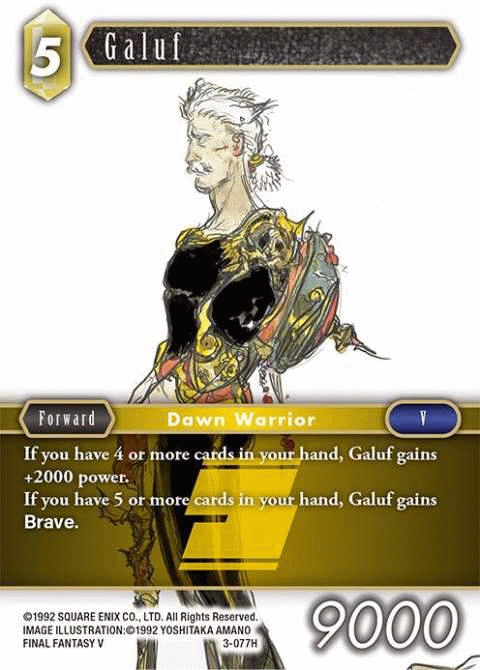 5
Galuf
Forward
Dawn Warrior
V
If you have 4 or more cards in your hand, Galuf gains
+2000 power.
If you have 5 or more cards in your hand, Galuf gains
Brave.
©1992 SQUARE ENIX CO., LTD. All Rights Reserved.
IMAGE ILLUSTRATION:©1992 YOSHITAKA AMANO
FINAL FANTASY V
3-077H
9000